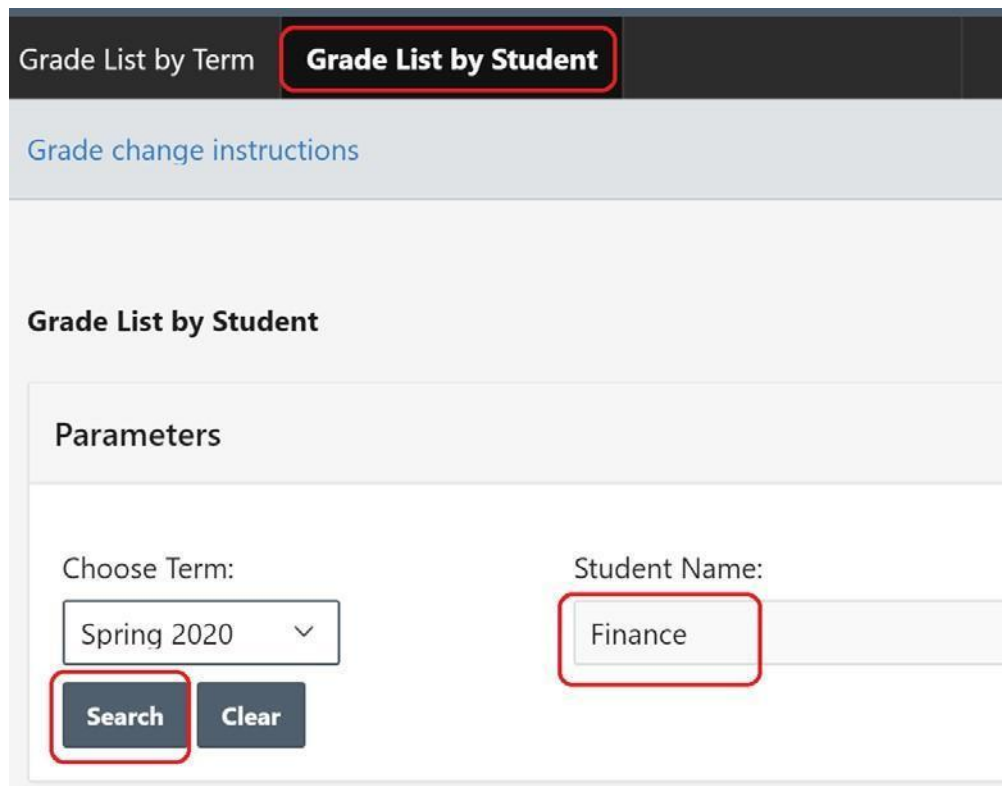 Grade List by Term Grade List by Student
Grade change instructions
Grade List by Student
Parameters
Choose Term: Student Name:
Spring 2020 Finance
Search Clear